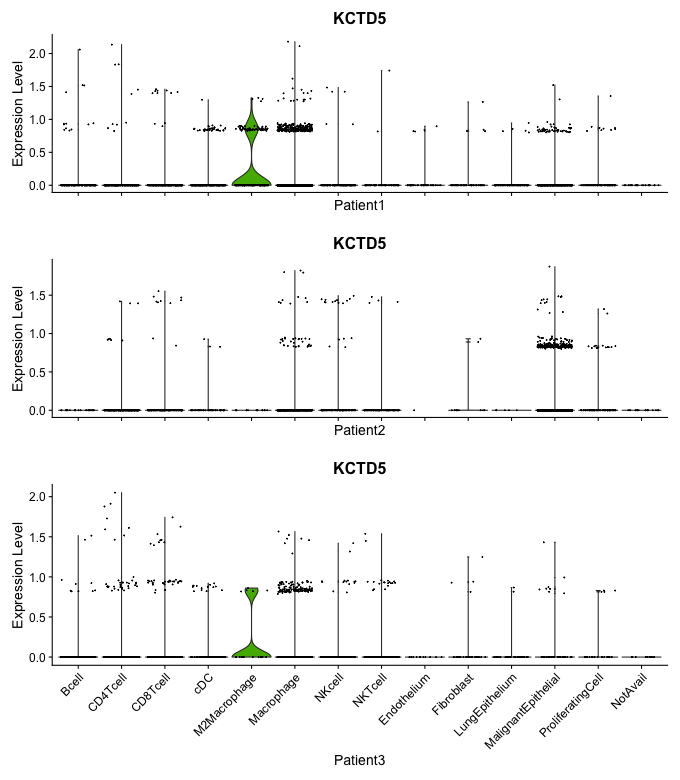 KCTD5
Expression Level
2.0
1.5
1.0
0.5
0.0
Patient1
KCTD5
Expression Level
1.5
1.0
0.5
0.0
Patient2
KCTD5
Expression Level
2.0
1.5
1.0
0.5
0.0
Bcell
CD4Tcell
CD8Tcell
cDC
M2Macrophage
Macrophage
NKcell
NKTcell
Endothelium
Fibroblast
LungEpithelium
MalignantEpithelial
ProliferatingCell
NotAvail
Patient3